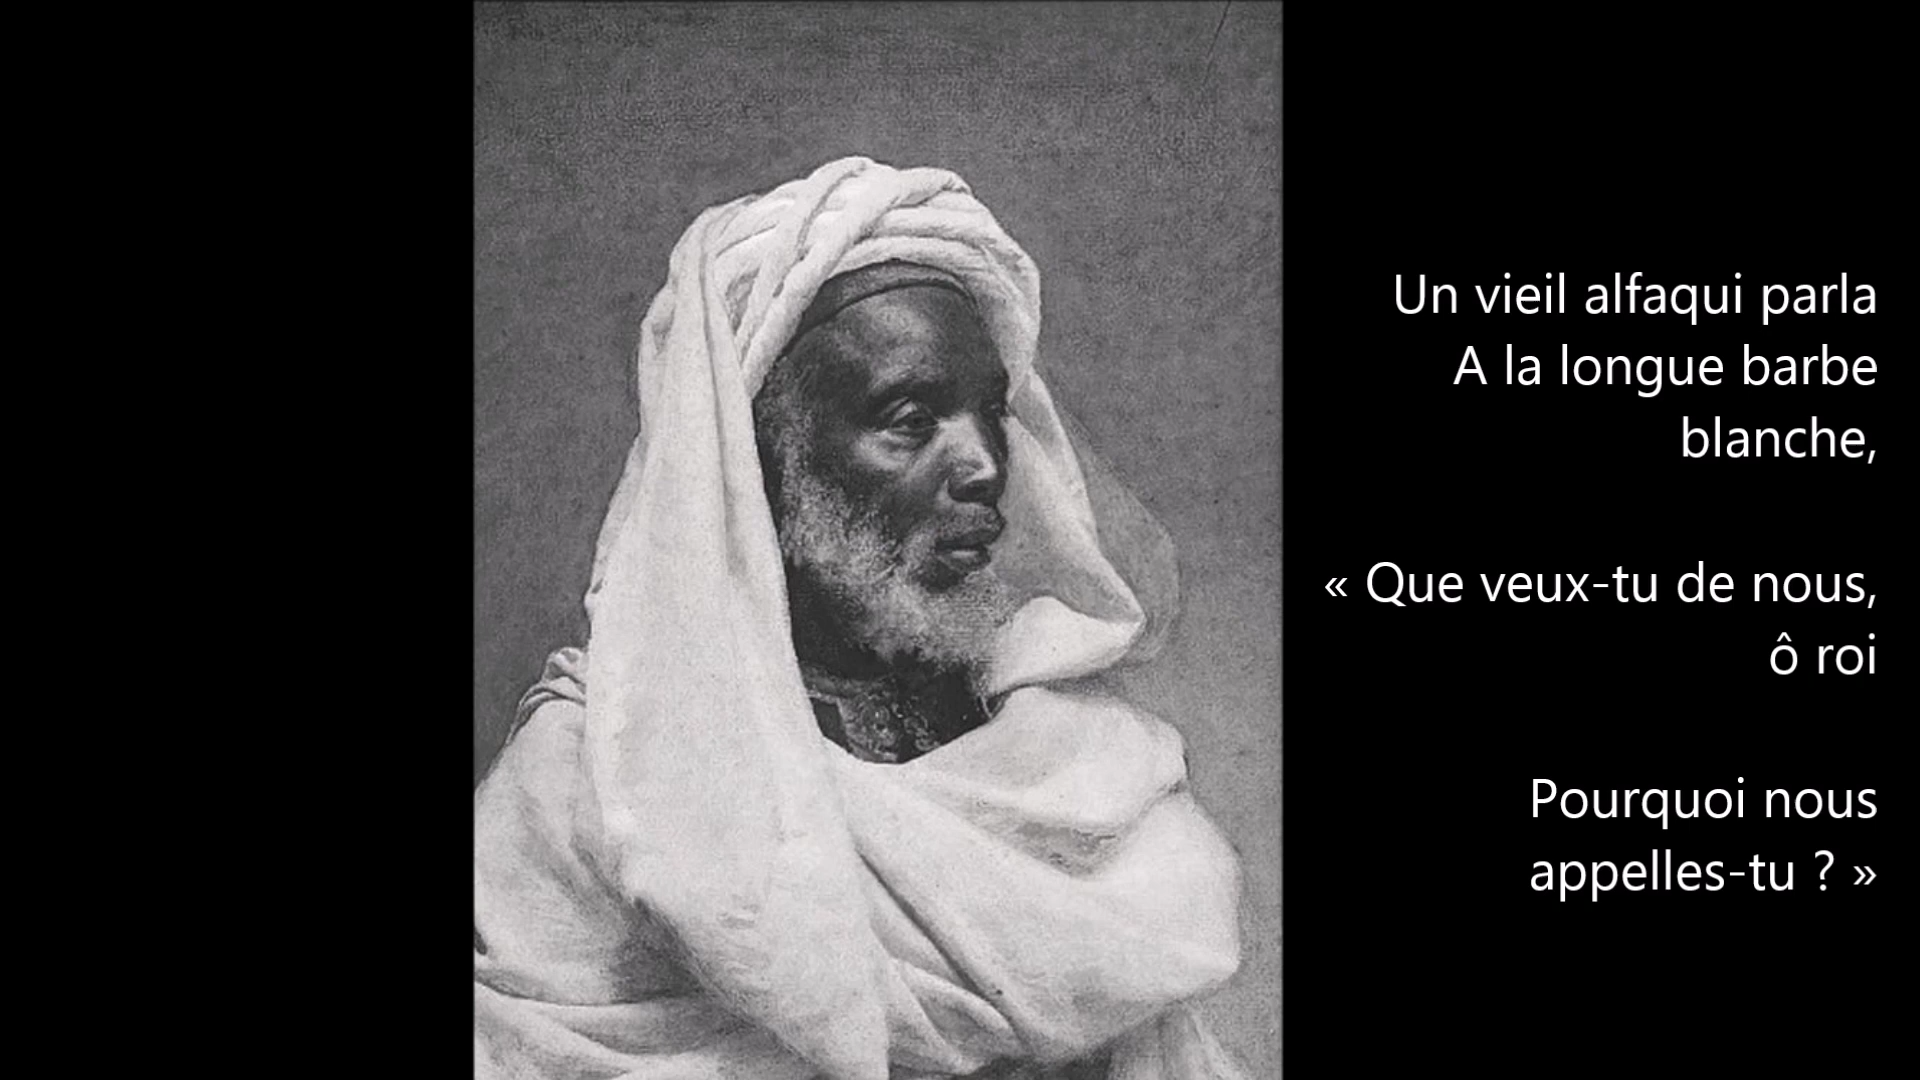 Un vieil alfaqui parla
A la longue barbe
blanche,
« Que veux-tu de nous,
ô roi
Pourquoi nous
appelles-tu ? »